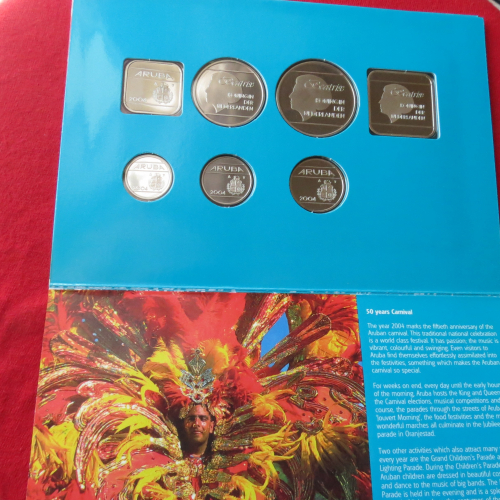 ARUBA
2004
Beatrix
KONINGIN
DER
NEDERLANDEN
Beatrix
KONINGIN
DER
NEDERLANDEN
Beatrix
KONINGIN
DER
NEDERLANDEN
ARUBA
2004
ARUBA
2004
ARUBA
2004
50 years Carnival
The year 2004 marks the fiftieth anniversary of the
Aruban carnival. This traditional national celebration
is a world class festival. It has passion, the music is
vibrant, colourful and swinging. Even visitors to
Aruba find themselves effortlessly assimilated into
the festivities, something which makes the Aruban
carnival so special.
For weeks on end, every day until the early hours
of the morning, Aruba hosts the King and Queen
the Carnival elections, musical competitions and
course, the parades through the streets of Aruba
'Jouvert Morning', the food festivities and the m
wonderful marches all culminate in the Jubilee
parade in Oranjestad.
Two other activities which also attract many
every year are the Grand Children's Parade a
Lighting Parade. During the Children's Parade
Aruban children are dressed in beautiful co
and dance to the music of big bands. The
Parade is held in the evening and is